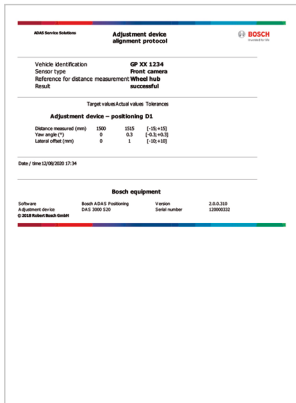 ADAS Service Solutions
Adjustment device
alignment protocol
BOSCH
Vehicle identification GP XX 1234
Sensor type Front camera
Reference for distance measurement Wheel hub
Result successful
Target values Actual values Tolerances
Adjustment device – positioning D1
Distance measured (mm) 1500 1515 [-15;+15]
Yaw angle (°) 0 0.3 [-0.3;+0.3]
Lateral offset (mm) 0 1 [-10;+10]
Date / time 12/08/2020 17:34
Bosch equipment
Software Bosch ADAS Positioning Version 2.0.0.310
Adjustment device DAS 3000 S20 Serial number 120000332
© 2018 Robert Bosch GmbH